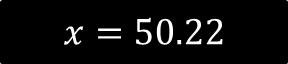 x = 50.22